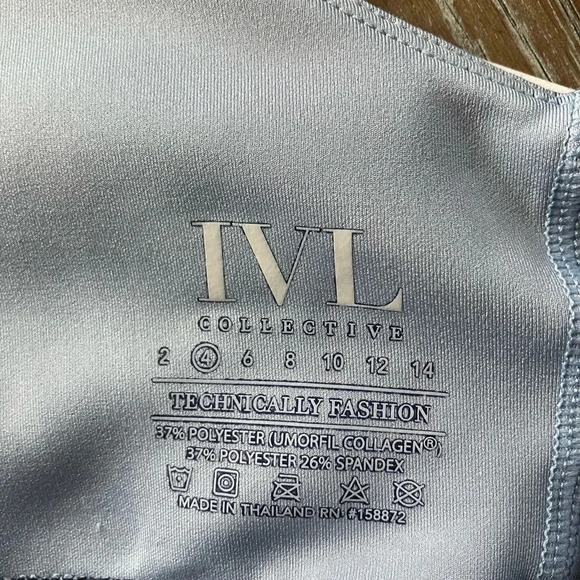 IVL
COLLECTIVE
2 4 6 8 10 12 14
TECHNICALLY FASHION
37% POLYESTER (UMORFIL COLLAGEN®)
37% POLYESTER 26% SPANDEX
MADE IN THAILAND RN: #158872